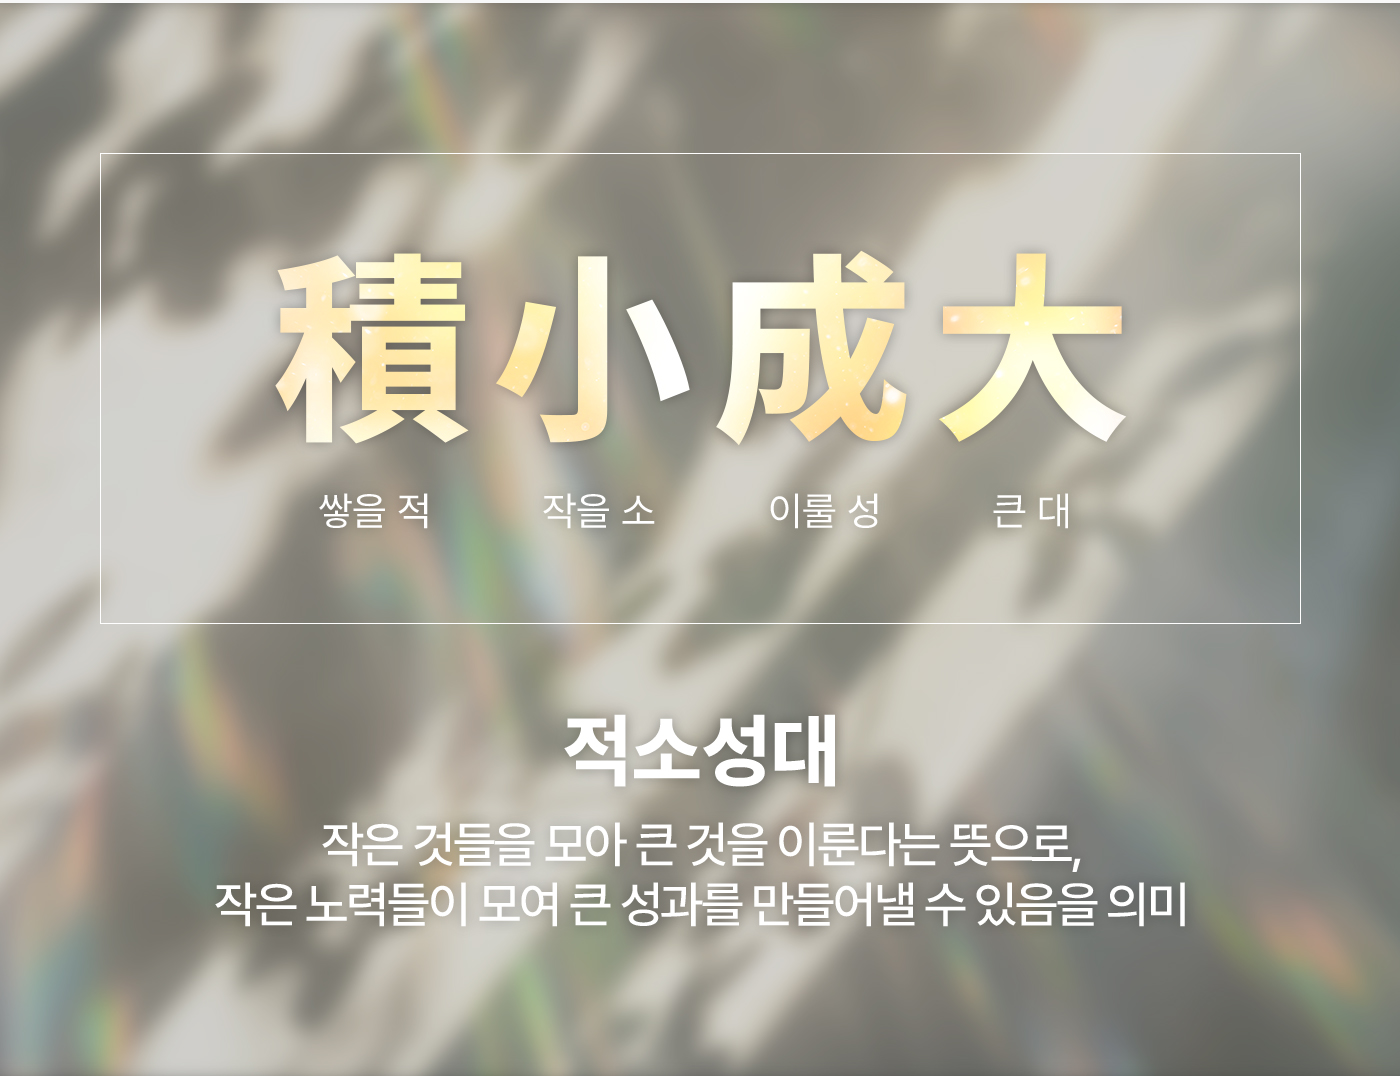 積小成大
쌓을 적 작을 소 이룰 성 큰 대
적소성대
작은 것들을 모아 큰 것을 이룬다는 뜻으로,
작은 노력들이 모여 큰 성과를 만들어낼 수 있음을 의미